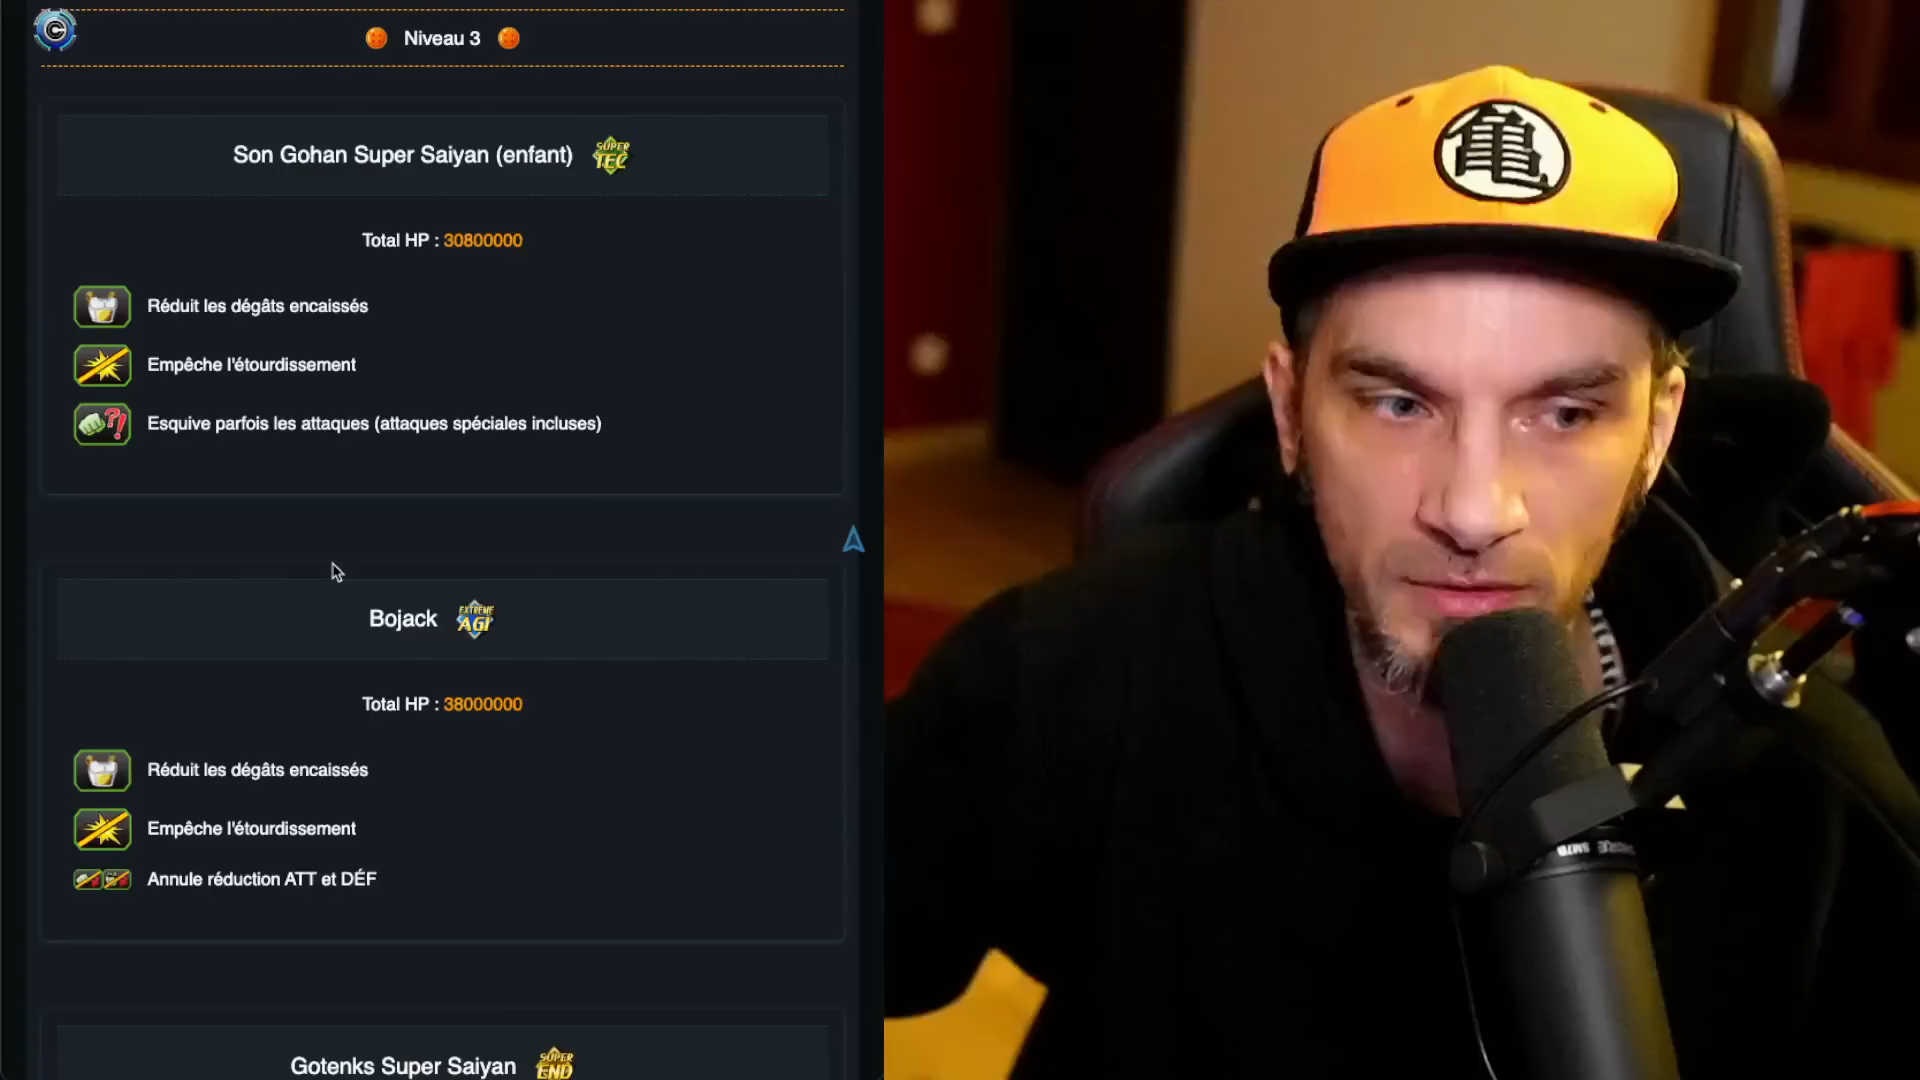 Niveau 3
Son Gohan Super Saiyan (enfant) SUPER TEC
Total HP : 30800000
Réduit les dégâts encaissés
Empêche l'étourdissement
Esquive parfois les attaques (attaques spéciales incluses)
Bojack EXTREME AGI
Total HP : 38000000
Réduit les dégâts encaissés
Empêche l'étourdissement
Annule réduction ATT et DÉF
Gotenks Super Saiyan SUPER END
亀